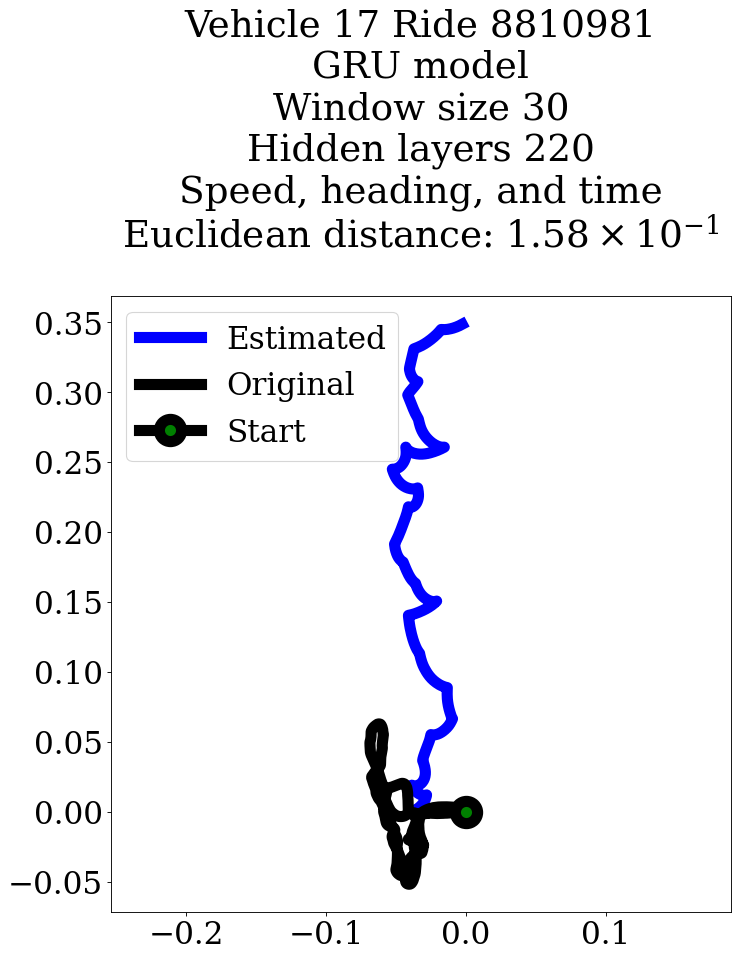 Vehicle 17 Ride 8810981
GRU model
Window size 30
Hidden layers 220
Speed, heading, and time
Euclidean distance: 1.58 × 10⁻¹
Estimated
Original
Start
0.35
0.30
0.25
0.20
0.15
0.10
0.05
0.00
−0.05
−0.2 −0.1 0.0 0.1